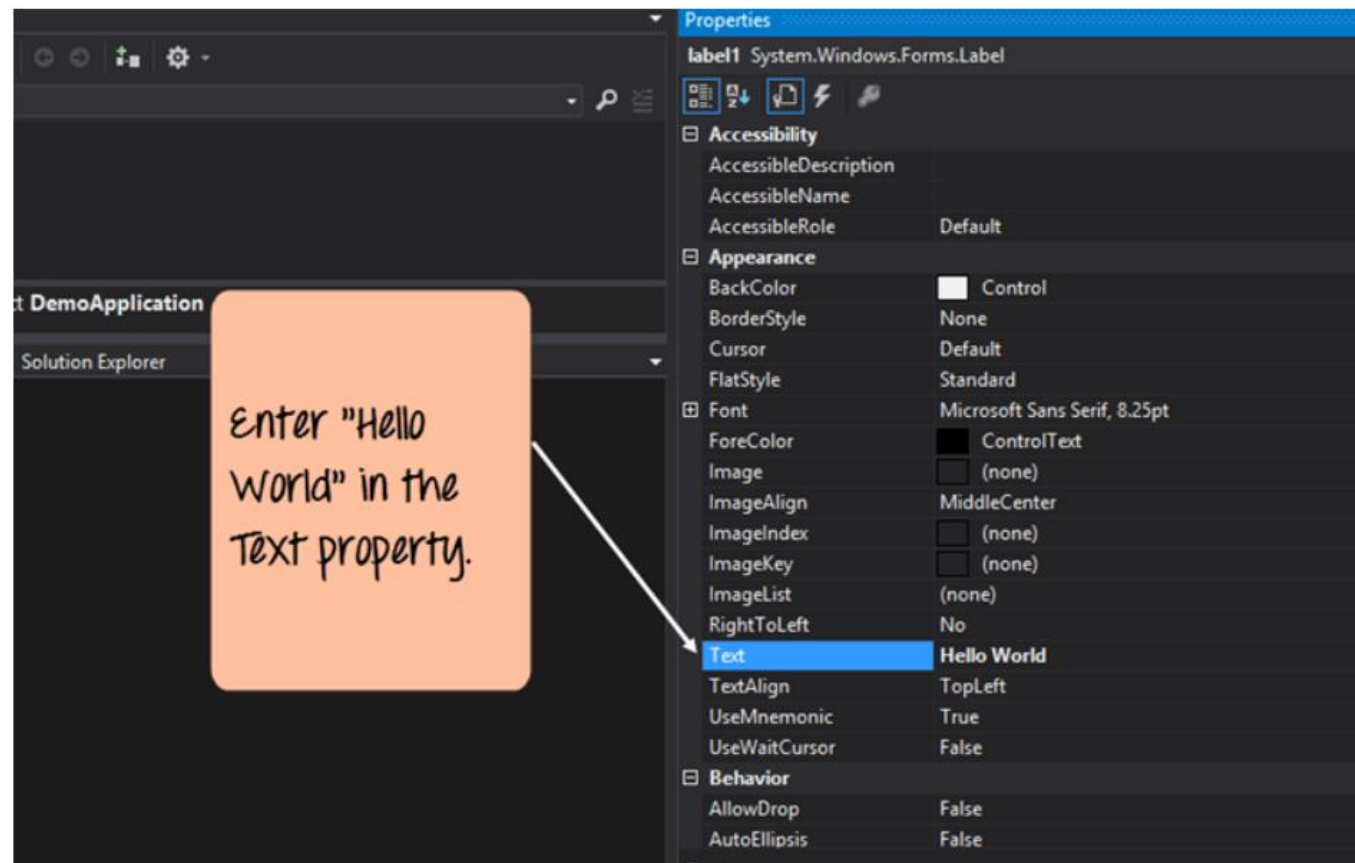 t DemoApplication
Solution Explorer
Enter "Hello
World" in the
Text property.
Properties
label1 System.Windows.Forms.Label
Accessibility
AccessibleDescription
AccessibleName
AccessibleRole Default
Appearance
BackColor Control
BorderStyle None
Cursor Default
FlatStyle Standard
Font Microsoft Sans Serif, 8.25pt
ForeColor ControlText
Image (none)
ImageAlign MiddleCenter
ImageIndex (none)
ImageKey (none)
ImageList (none)
RightToLeft No
Text Hello World
TextAlign TopLeft
UseMnemonic True
UseWaitCursor False
Behavior
AllowDrop False
AutoEllipsis False